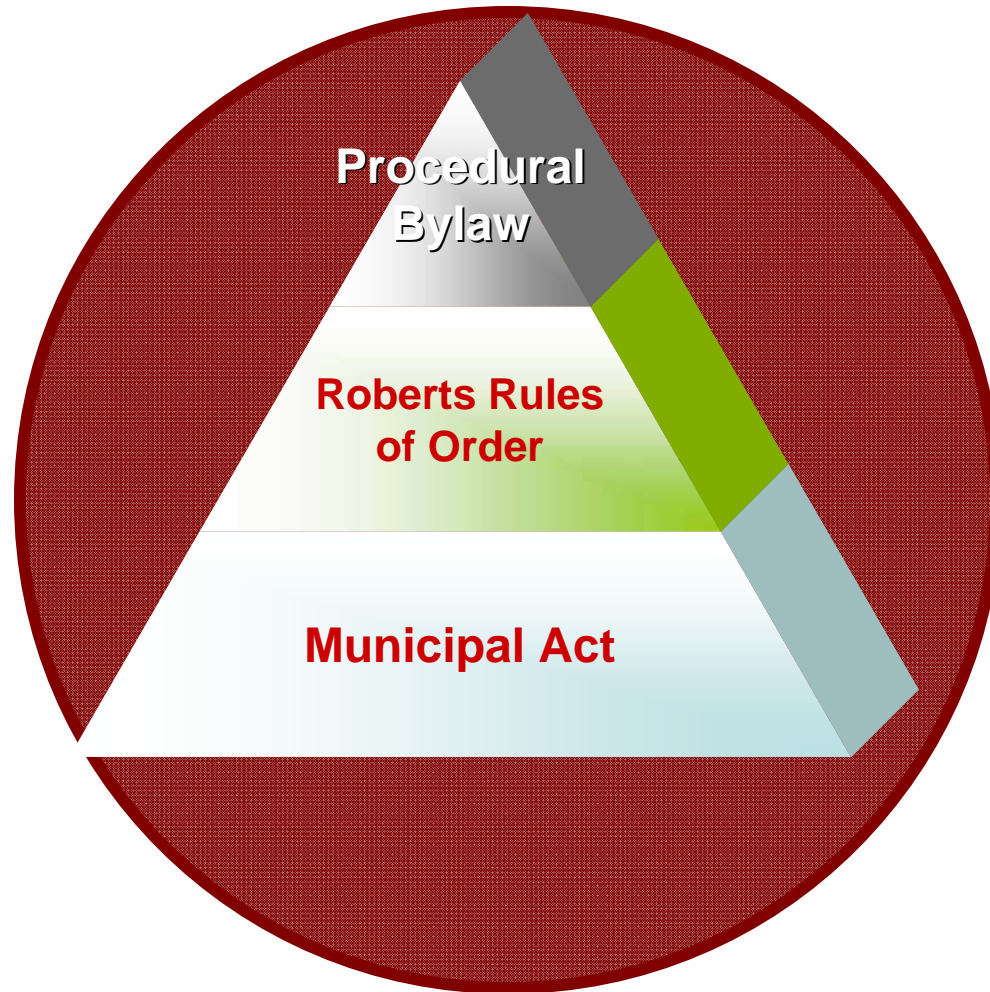 Procedural
Bylaw
Roberts Rules
of Order
Municipal Act